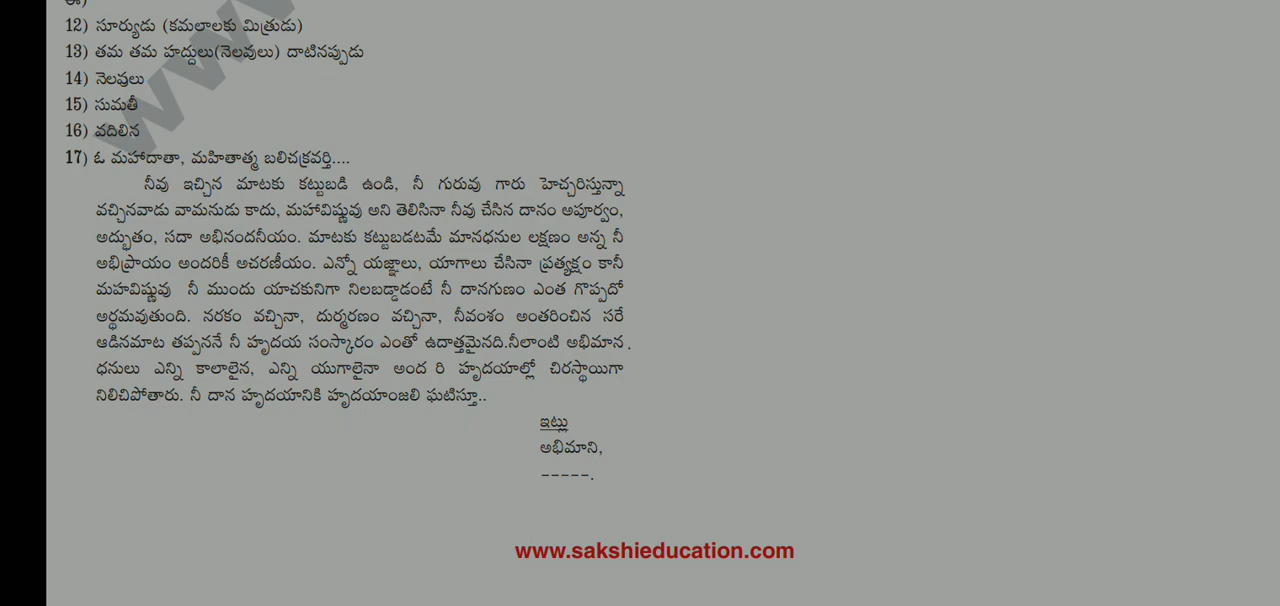 12) సూర్యుడు (కమలాలకు మిత్రుడు)
13) తమ తమ హద్దులు(నెలవులు) దాటినప్పుడు
14) నెలవులు
15) సుమతీ
16) వదిలిన
17) ఓ మహాదాతా, మహితాత్మ బలిచక్రవర్తి....
నీవు ఇచ్చిన మాటకు కట్టుబడి ఉండి, నీ గురువు గారు హెచ్చరిస్తున్నా
వచ్చినవాడు వామనుడు కాదు, మహావిష్ణువు అని తెలిసినా నీవు చేసిన దానం అపూర్వం,
అద్భుతం, సదా అభినందనీయం. మాటకు కట్టుబడటమే మానధనుల లక్షణం అన్న నీ
అభిప్రాయం అందరికీ అచరణీయం. ఎన్నో యజ్ఞాలు, యాగాలు చేసినా ప్రత్యక్షం కానీ
మహవిష్ణువు నీ ముందు యాచకునిగా నిలబడ్డాడంటే నీ దానగుణం ఎంత గొప్పదో
అర్థమవుతుంది. నరకం వచ్చినా, దుర్మరణం వచ్చినా, నీవంశం అంతరించిన సరే
ఆడినమాట తప్పననే నీ హృదయ సంస్కారం ఎంతో ఉదాత్తమైనది.నీలాంటి అభిమాన .
ధనులు ఎన్ని కాలాలైన, ఎన్ని యుగాలైనా అంద రి హృదయాల్లో చిరస్థాయిగా
నిలిచిపోతారు. నీ దాన హృదయానికి హృదయాంజలి ఘటిస్తూ..
ఇట్లు
అభిమాని,
-----.
www.sakshieducation.com